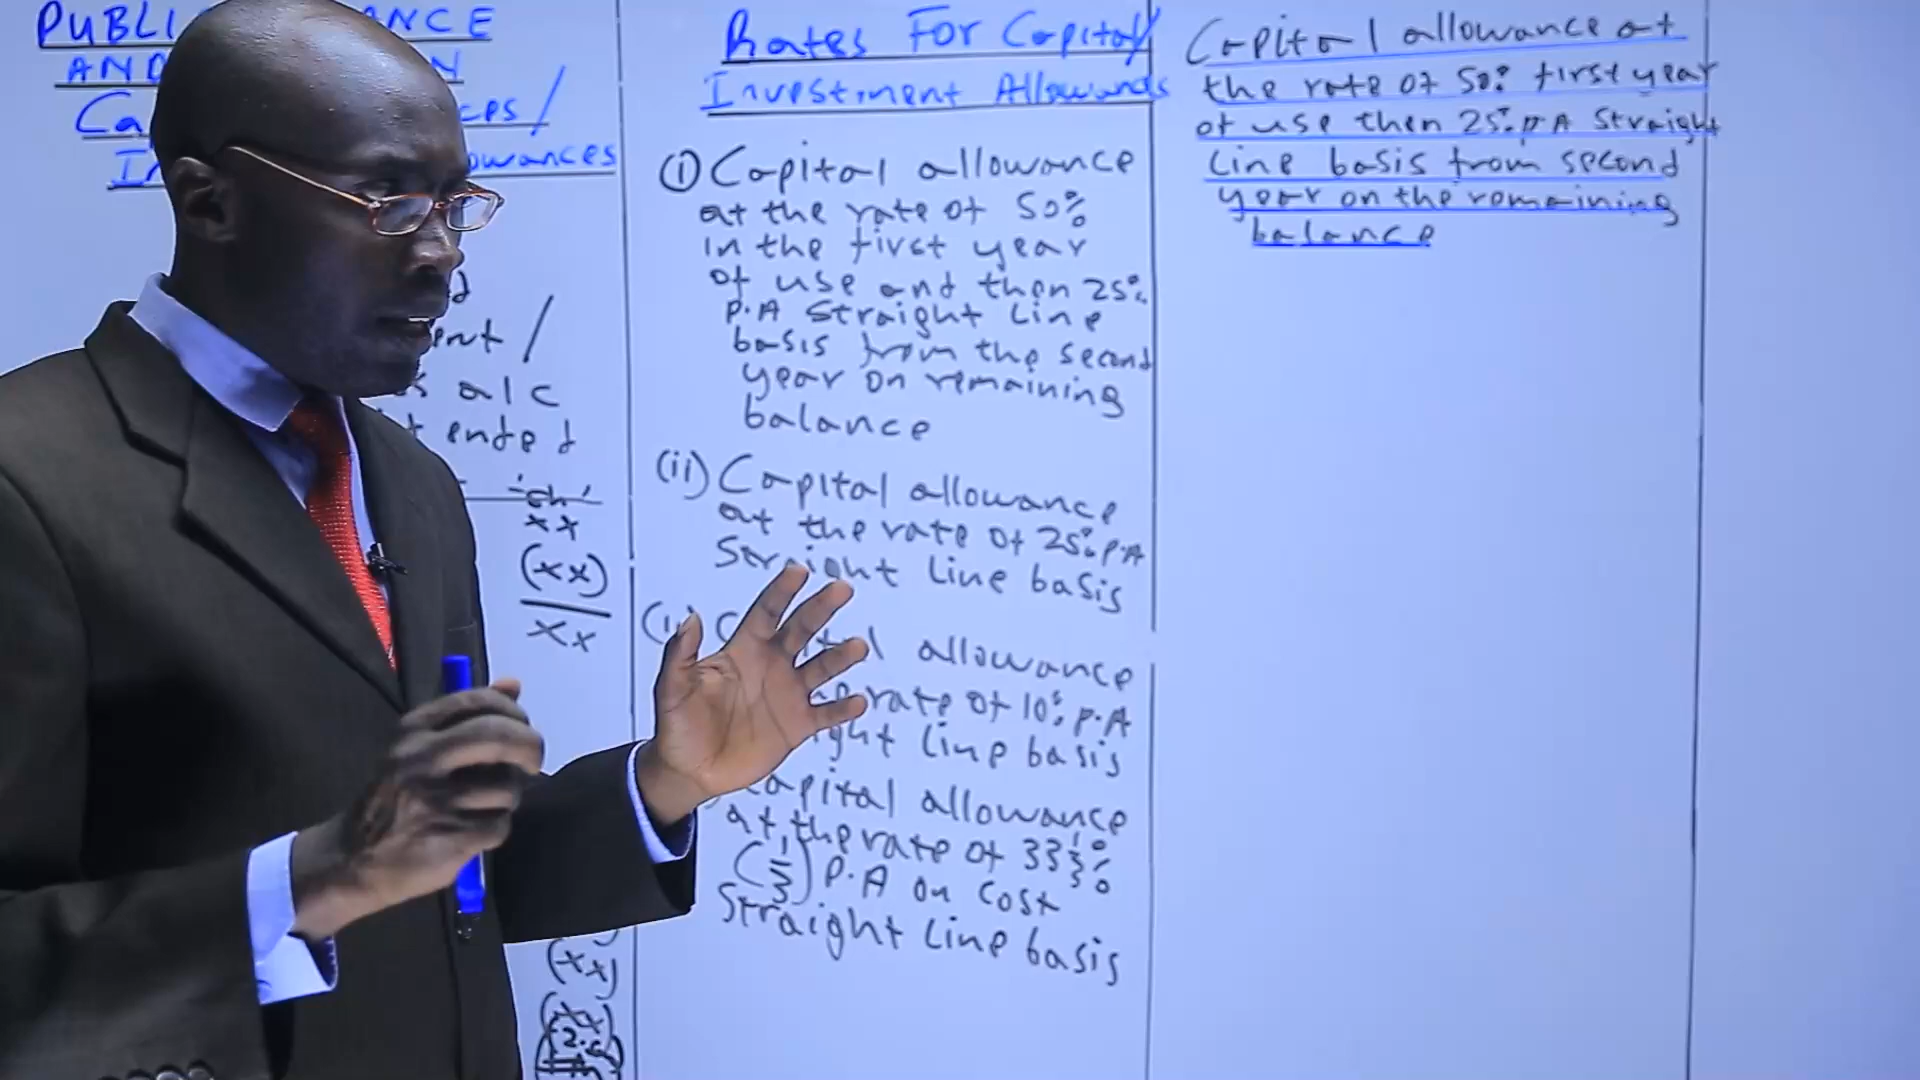 PUBLI ANCE
AND N
Ca ces/
In owances
ent/
alc
ended
sh'
xx
(xx)
xx
(xx)
Rates For Capital/
Investment Allowances
(i) Capital allowance
at the rate of 50%
in the first year
of use and then 25%
P.A Straight Line
basis from the second
year on remaining
balance
(ii) Capital allowance
at the rate of 25% P.A
Straight Line basis
allowance
rate of 10% P.A
ght Line basis
Capital allowance
at the rate of 33 1/3%
(1/3) P.A on Cost
Straight Line basis
Capital allowance at
the rate of 50% first year
of use then 25% P.A Straight
Line basis from second
year on the remaining
balance